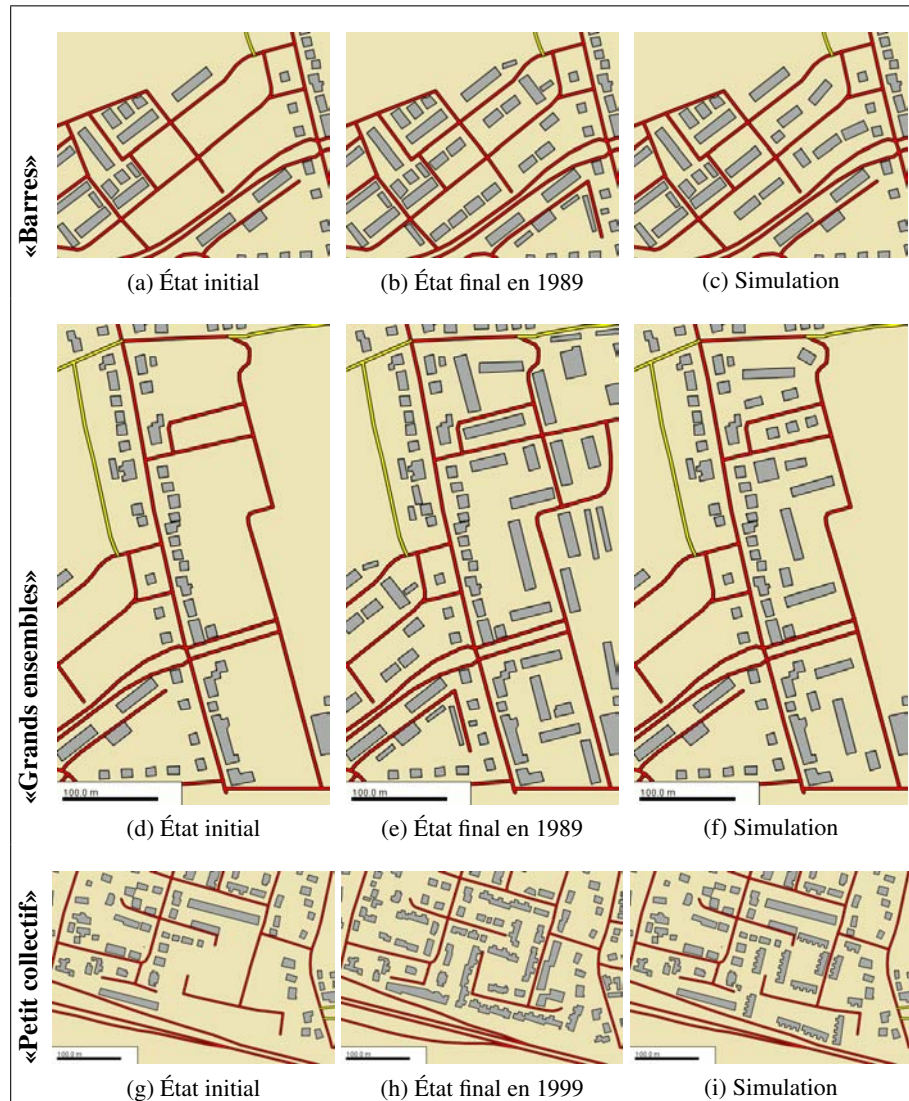 «Barres»
(a) État initial
(b) État final en 1989
(c) Simulation
«Grands ensembles»
100.0 m
100.0 m
100.0 m
(d) État initial
(e) État final en 1989
(f) Simulation
«Petit collectif»
100.0 m
100.0 m
100.0 m
(g) État initial
(h) État final en 1999
(i) Simulation